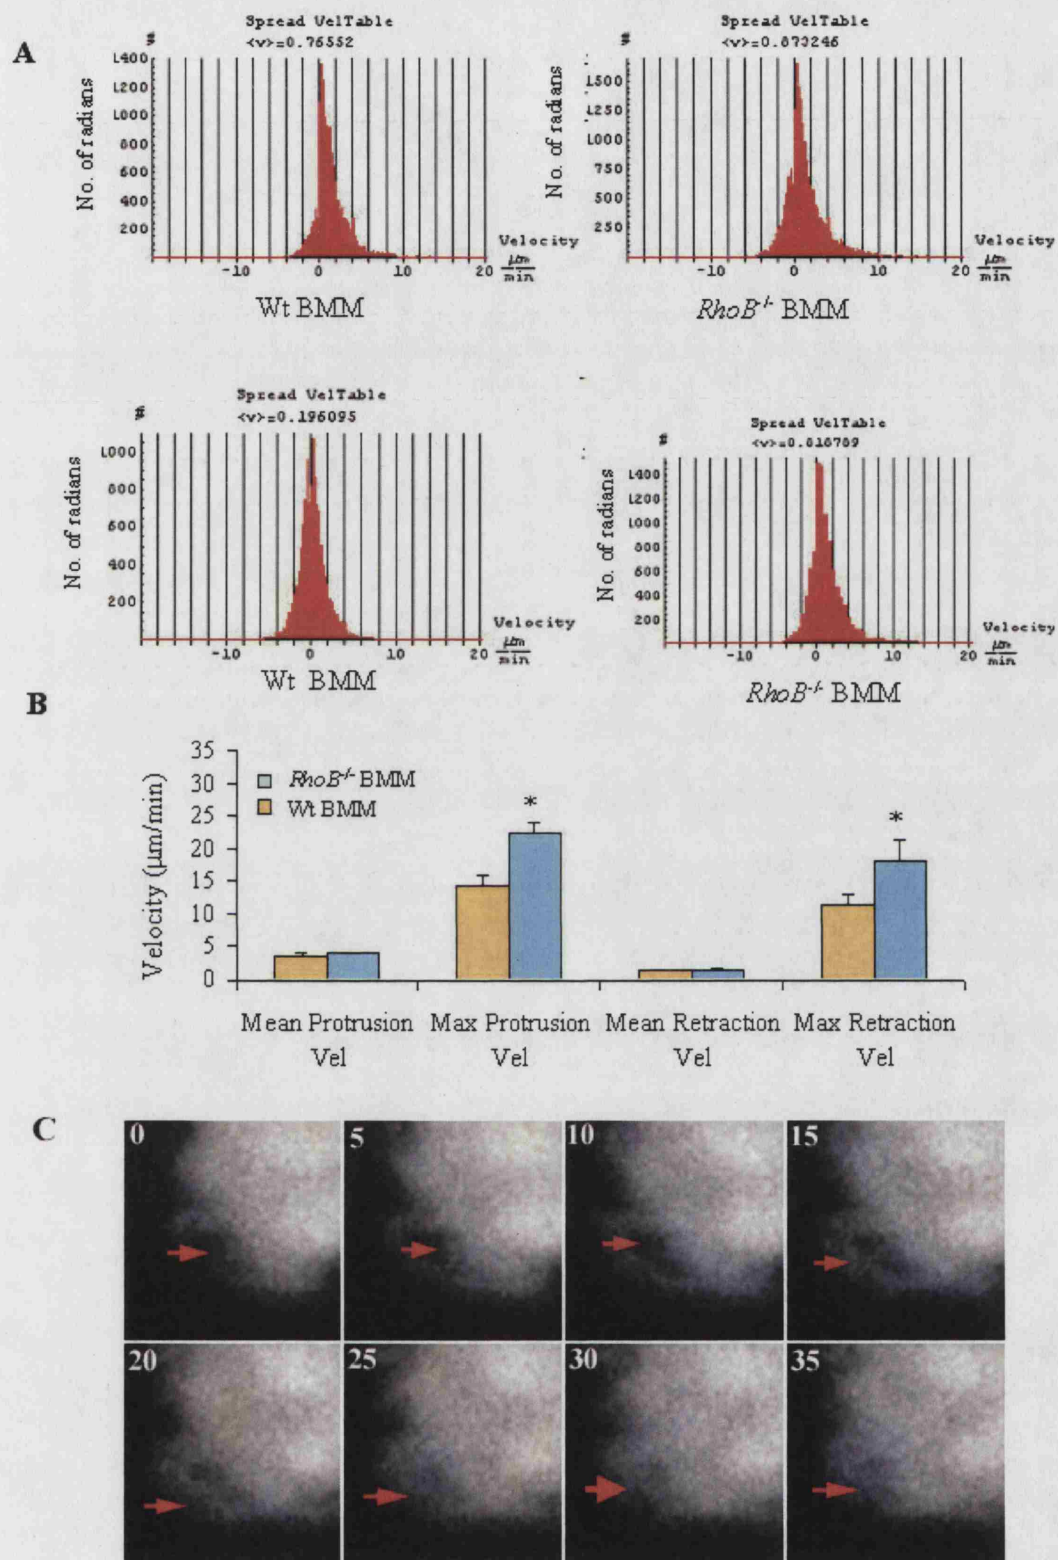 A
Spread VelTable
<v>=0.76552
#
1400
1200
1000
800
600
400
200
No. of radians
-10 0 10 20
Velocity
µm
min
Wt BMM
Spread VelTable
<v>=0.873246
#
1500
1250
1000
750
500
250
No. of radians
-10 0 10 20
Velocity
µm
min
RhoB-/- BMM
Spread VelTable
<v>=0.196095
#
1000
800
600
400
200
No. of radians
-10 0 10 20
Velocity
µm
min
Wt BMM
Spread VelTable
#
1400
1200
1000
800
600
400
200
No. of radians
-10 0 10 20
Velocity
µm
min
RhoB-/- BMM
B
35
30
25
20
15
10
5
0
Velocity (µm/min)
RhoB-/- BMM
Wt BMM
*
*
Mean Protrusion Vel
Max Protrusion Vel
Mean Retraction Vel
Max Retraction Vel
C
0 5 10 15
20 25 30 35